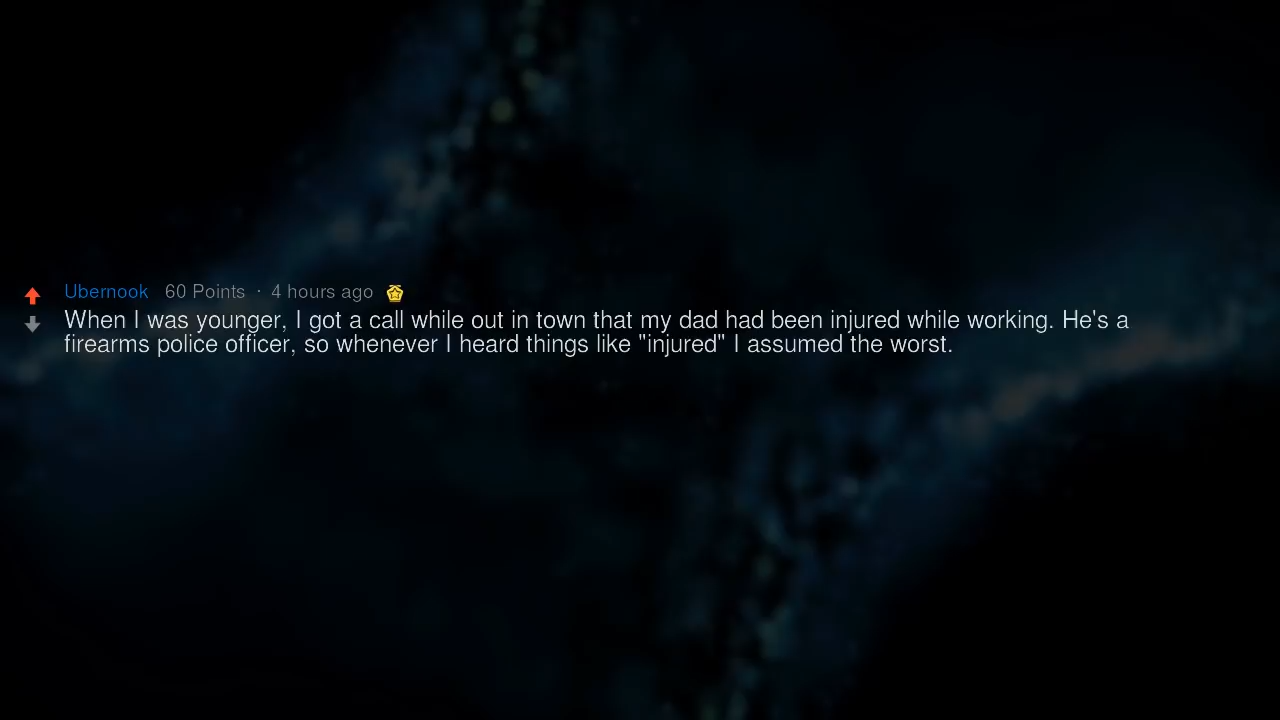 Ubernook 60 Points · 4 hours ago
When I was younger, I got a call while out in town that my dad had been injured while working. He's a
firearms police officer, so whenever I heard things like "injured" I assumed the worst.